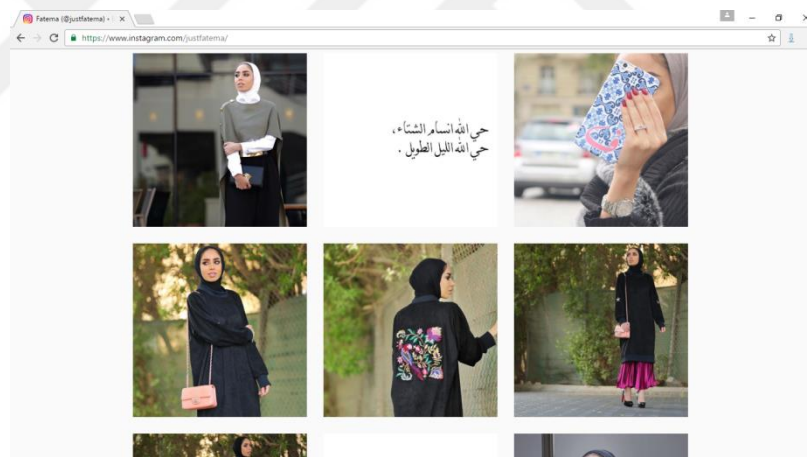 Fatema (@justfatema) •
https://www.instagram.com/justfatema/
حي الله انسام الشتاء،
حي الله الليل الطويل .